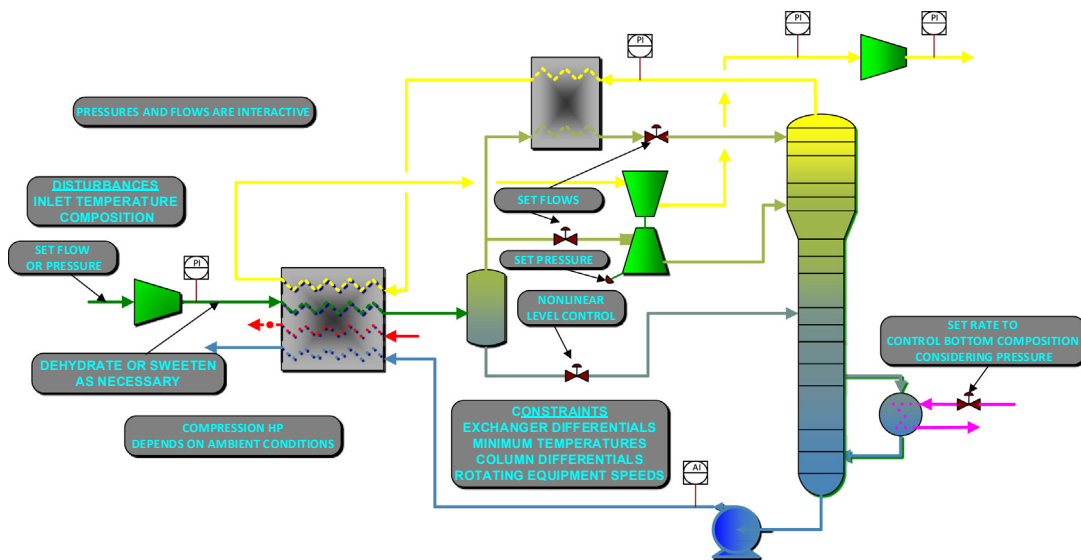 PI
PI
PI
PRESSURES AND FLOWS ARE INTERACTIVE
DISTURBANCES
INLET TEMPERATURE
COMPOSITION
SET FLOWS
SET FLOW
OR PRESSURE
PI
SET PRESSURE
NONLINEAR
LEVEL CONTROL
SET RATE TO
CONTROL BOTTOM COMPOSITION
CONSIDERING PRESSURE
DEHYDRATE OR SWEETEN
AS NECESSARY
COMPRESSION HP
DEPENDS ON AMBIENT CONDITIONS
CONSTRAINTS
EXCHANGER DIFFERENTIALS
MINIMUM TEMPERATURES
COLUMN DIFFERENTIALS
ROTATING EQUIPMENT SPEEDS
AI